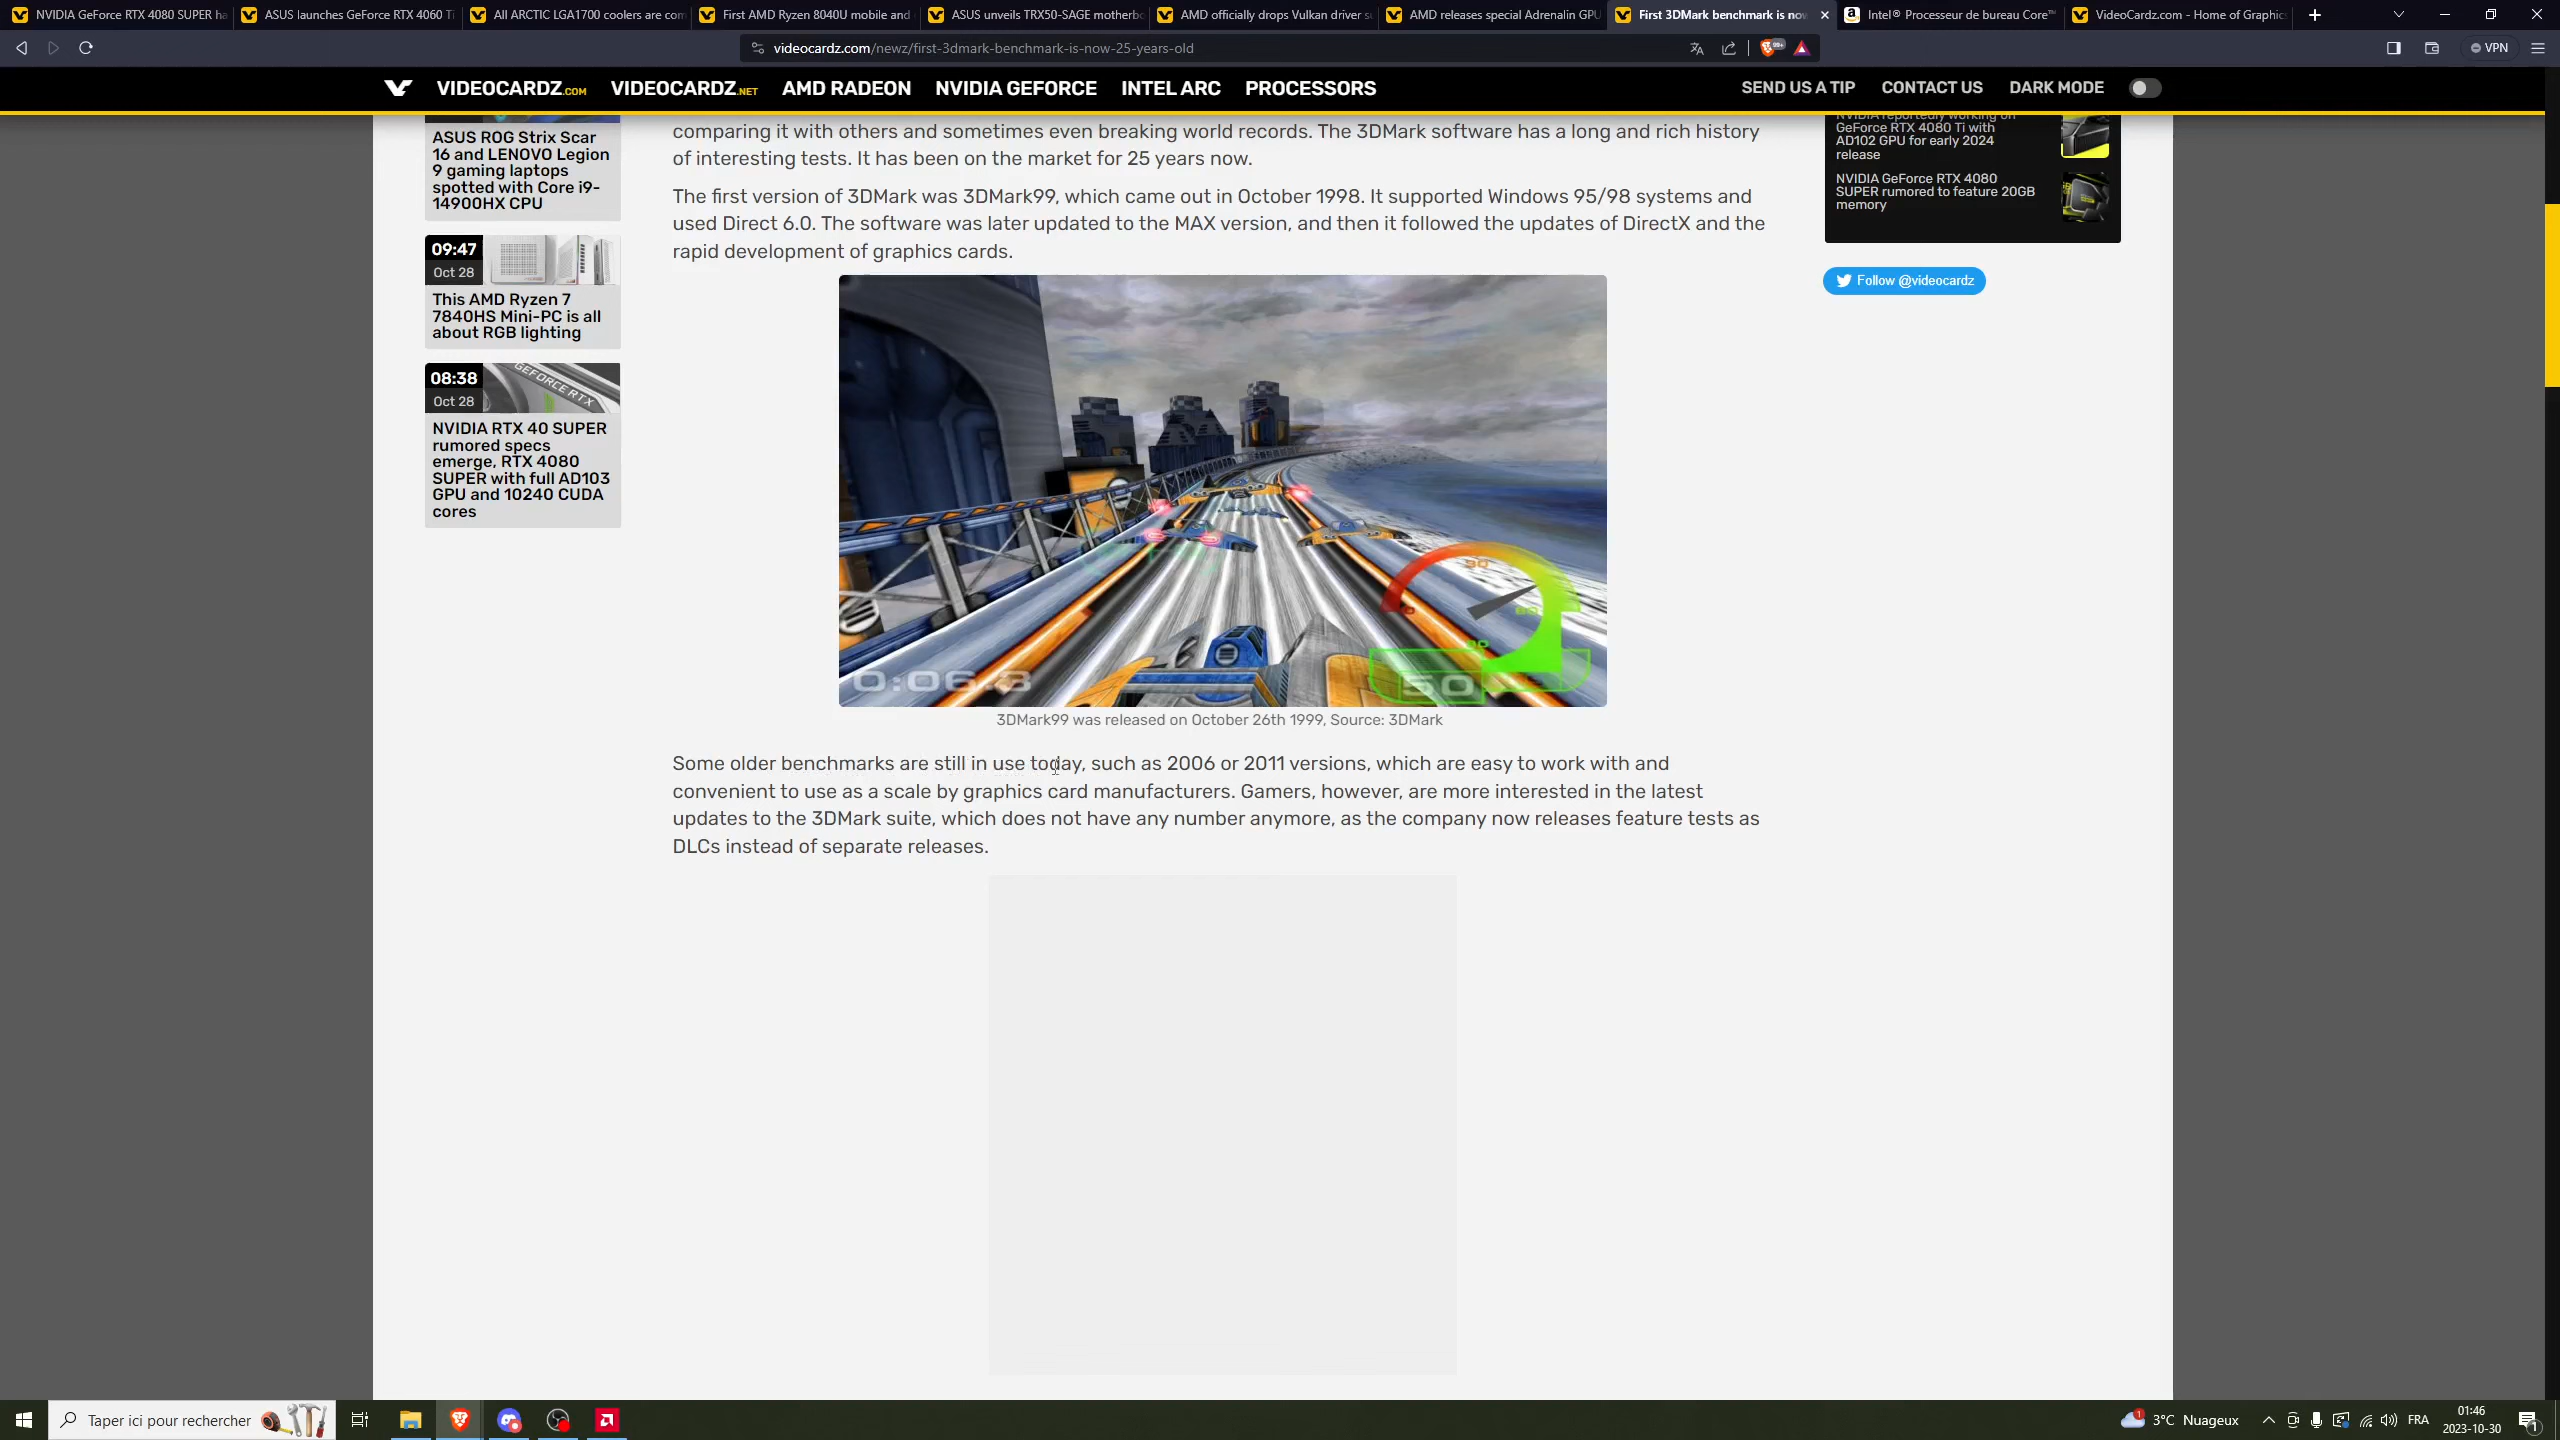 NVIDIA GeForce RTX 4080 SUPER ha
ASUS launches GeForce RTX 4060 Ti
All ARCTIC LGA1700 coolers are com
First AMD Ryzen 8040U mobile and
ASUS unveils TRX50-SAGE motherbo
AMD officially drops Vulkan driver su
AMD releases special Adrenalin GPU
First 3DMark benchmark is now
Intel® Processeur de bureau Core™
VideoCardz.com - Home of Graphic
videocardz.com/newz/first-3dmark-benchmark-is-now-25-years-old
99+
VPN
VIDEOCARDZ.COM
VIDEOCARDZ.NET
AMD RADEON
NVIDIA GEFORCE
INTEL ARC
PROCESSORS
SEND US A TIP
CONTACT US
DARK MODE
ASUS ROG Strix Scar
16 and LENOVO Legion
9 gaming laptops
spotted with Core i9-
14900HX CPU
09:47
Oct 28
This AMD Ryzen 7
7840HS Mini-PC is all
about RGB lighting
08:38
Oct 28
GEFORCE RTX
NVIDIA RTX 40 SUPER
rumored specs
emerge, RTX 4080
SUPER with full AD103
GPU and 10240 CUDA
cores
comparing it with others and sometimes even breaking world records. The 3DMark software has a long and rich history
of interesting tests. It has been on the market for 25 years now.
The first version of 3DMark was 3DMark99, which came out in October 1998. It supported Windows 95/98 systems and
used Direct 6.0. The software was later updated to the MAX version, and then it followed the updates of DirectX and the
rapid development of graphics cards.
0:06.3
50
3DMark99 was released on October 26th 1999, Source: 3DMark
Some older benchmarks are still in use today, such as 2006 or 2011 versions, which are easy to work with and
convenient to use as a scale by graphics card manufacturers. Gamers, however, are more interested in the latest
updates to the 3DMark suite, which does not have any number anymore, as the company now releases feature tests as
DLCs instead of separate releases.
NVIDIA reportedly working on
GeForce RTX 4080 Ti with
AD102 GPU for early 2024
release
NVIDIA GeForce RTX 4080
SUPER rumored to feature 20GB
memory
Follow @videocardz
Taper ici pour rechercher
1
3°C Nuageux
FRA
01:46
2023-10-30
1